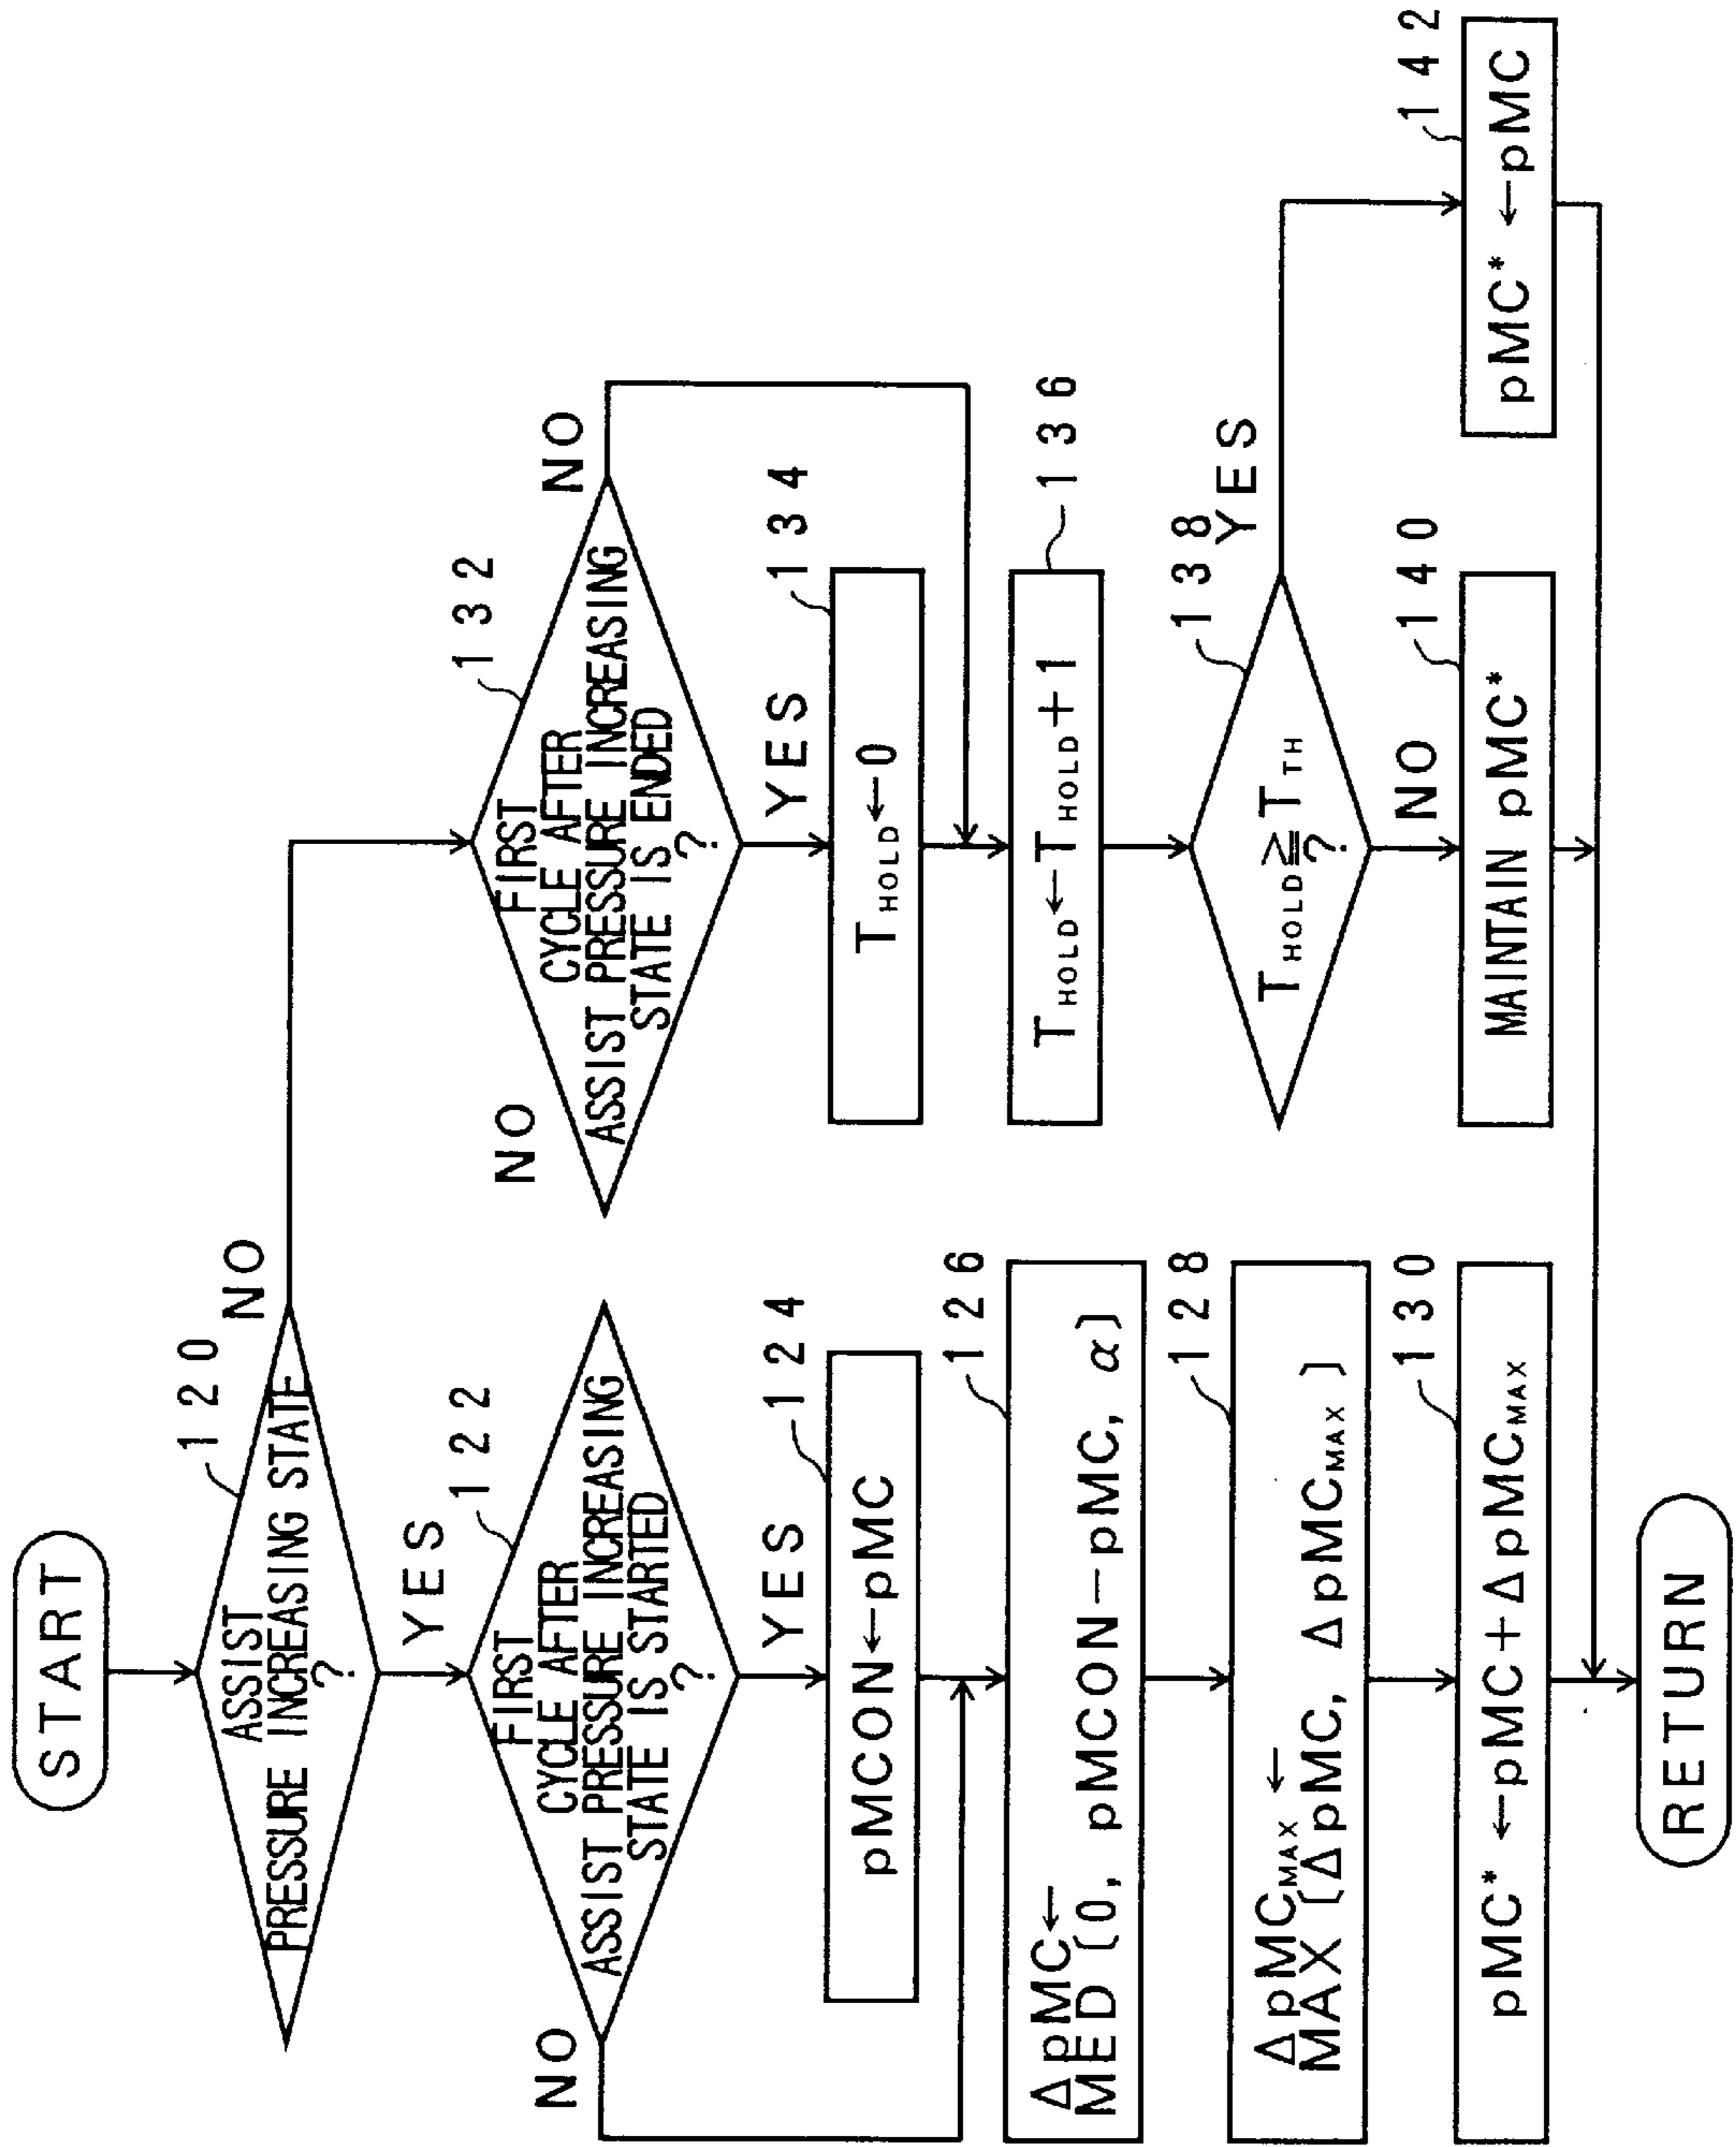 START
120
ASSIST
PRESSURE INCREASING STATE
?
NO
YES
122
FIRST
CYCLE AFTER
ASSIST PRESSURE INCREASING
STATE IS STARTED
?
NO
YES
124
pMCON←pMC
126
ΔpMC←
MED (0, pMCON−pMC, α)
128
ΔpMCMAX ←
MAX (ΔpMC, ΔpMCMAX)
130
pMC* ←pMC+ΔpMCMAX
RETURN
132
FIRST
CYCLE AFTER
ASSIST PRESSURE INCREASING
STATE IS ENDED
?
NO
NO
YES
134
THOLD←0
136
THOLD←THOLD+1
138
THOLD≧TTH
?
YES
NO
140
MAINTAIN pMC*
142
pMC* ←pMC